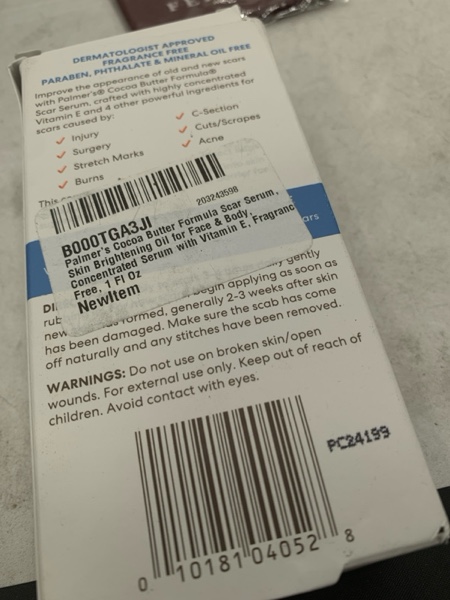 DERMATOLOGIST APPROVED
FRAGRANCE FREE
PARABEN, PHTHALATE & MINERAL OIL FREE
Improve the appearance of old and new scars
with Palmer's® Cocoa Butter Formula®
Scar Serum, crafted with highly concentrated
Vitamin E and 4 other powerful ingredients for
scars caused by:
Injury
Surgery
Stretch Marks
Burns
C-Section
Cuts/Scrapes
Acne
203243598
B000TGA3JI
Palmer's Cocoa Butter Formula Scar Serum,
Skin Brightening Oil for Face & Body,
Concentrated Serum with Vitamin E, Fragranc
Free, 1 Fl Oz
NewItem
gently
begin applying as soon as
new formed, generally 2-3 weeks after skin
has been damaged. Make sure the scab has come
off naturally and any stitches have been removed.
WARNINGS: Do not use on broken skin/open
wounds. For external use only. Keep out of reach of
children. Avoid contact with eyes.
PC24199
0 10181 04052 8